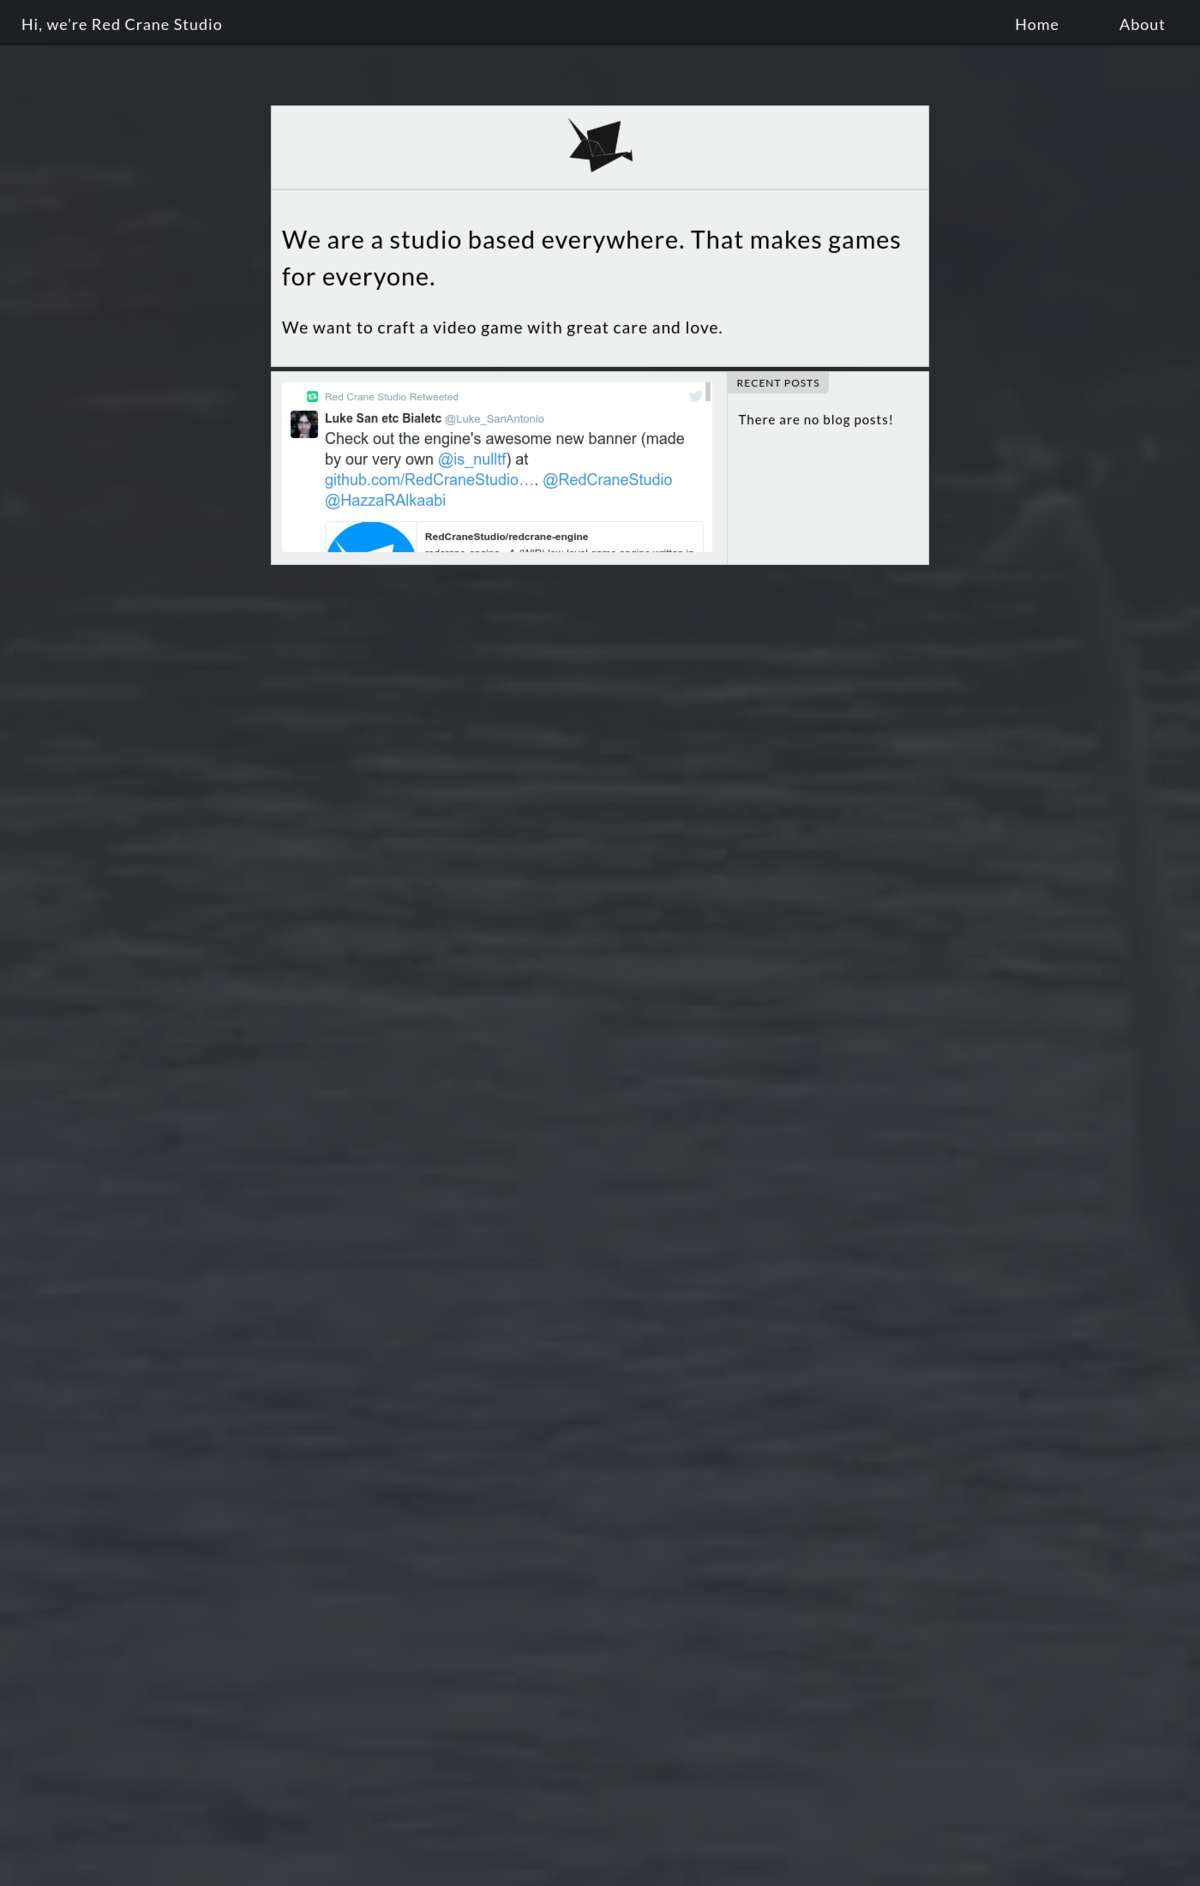 Hi, we're Red Crane Studio
Home
About
We are a studio based everywhere. That makes games
for everyone.
We want to craft a video game with great care and love.
Red Crane Studio Retweeted
Luke San etc Bialetc @Luke_SanAntonio
Check out the engine's awesome new banner (made
by our very own @is_nulltf) at
github.com/RedCraneStudio…. @RedCraneStudio
@HazzaRAlkaabi
RedCraneStudio/redcrane-engine
RECENT POSTS
There are no blog posts!